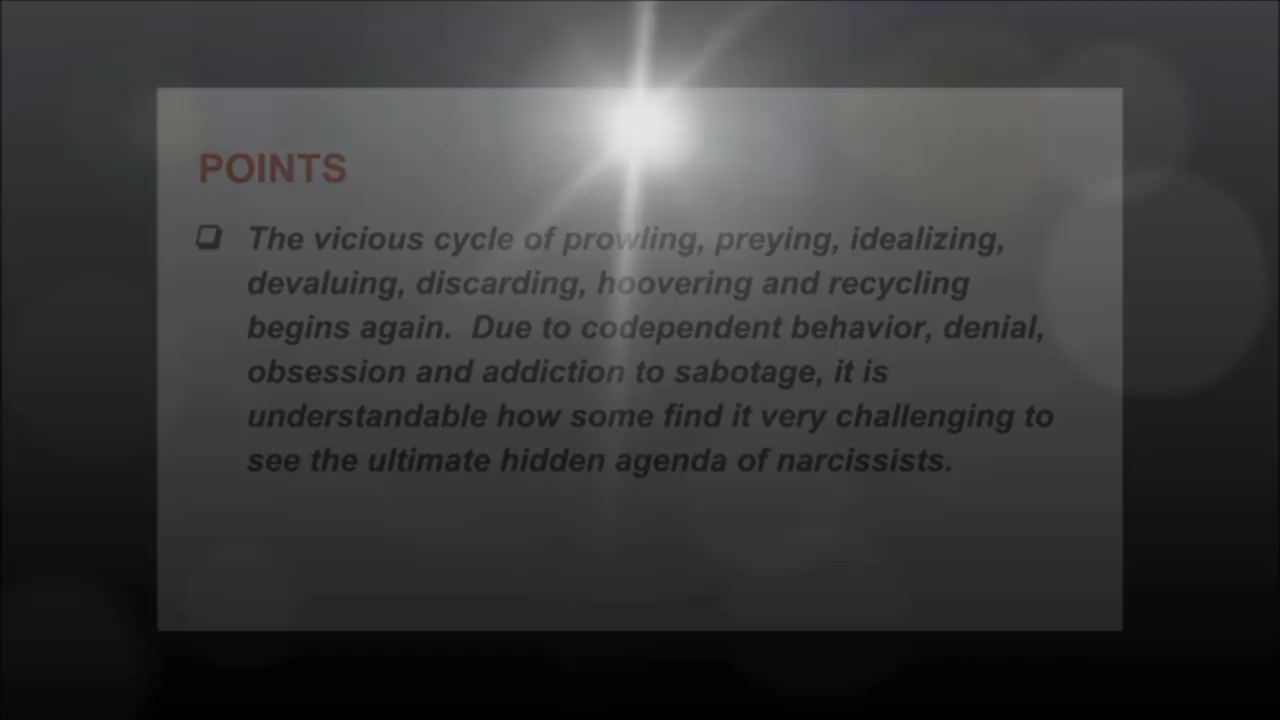 POINTS
The vicious cycle of prowling, preying, idealizing,
devaluing, discarding, hoovering and recycling
begins again.  Due to codependent behavior, denial,
obsession and addiction to sabotage, it is
understandable how some find it very challenging to
see the ultimate hidden agenda of narcissists.